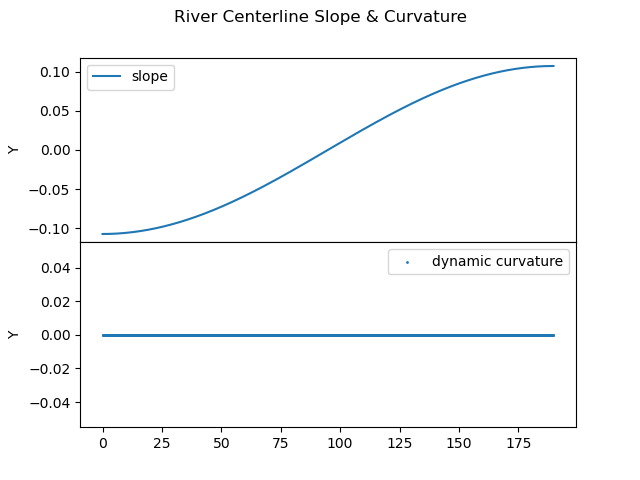 River Centerline Slope & Curvature
slope
0.10
0.05
0.00
−0.05
−0.10
Y
dynamic curvature
0.04
0.02
0.00
−0.02
−0.04
Y
0 25 50 75 100 125 150 175